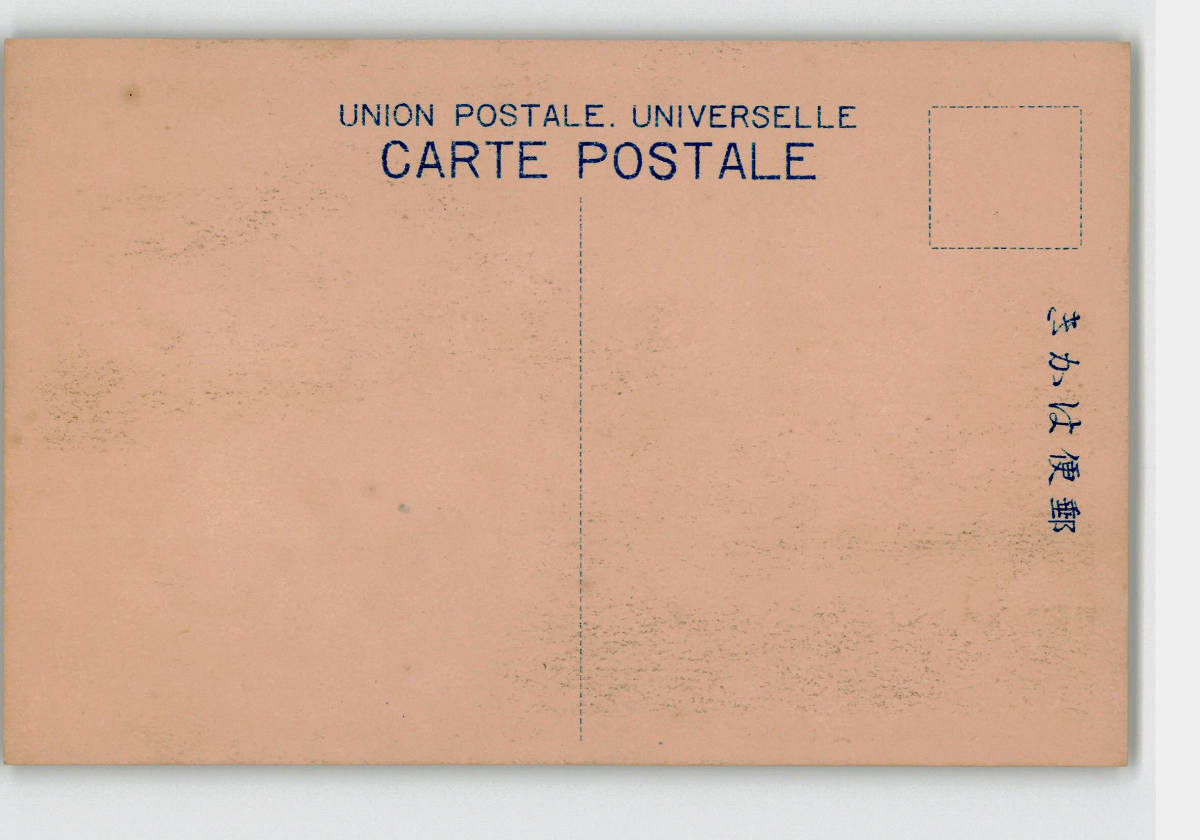 UNION POSTALE. UNIVERSELLE
CARTE POSTALE
きかは便郵